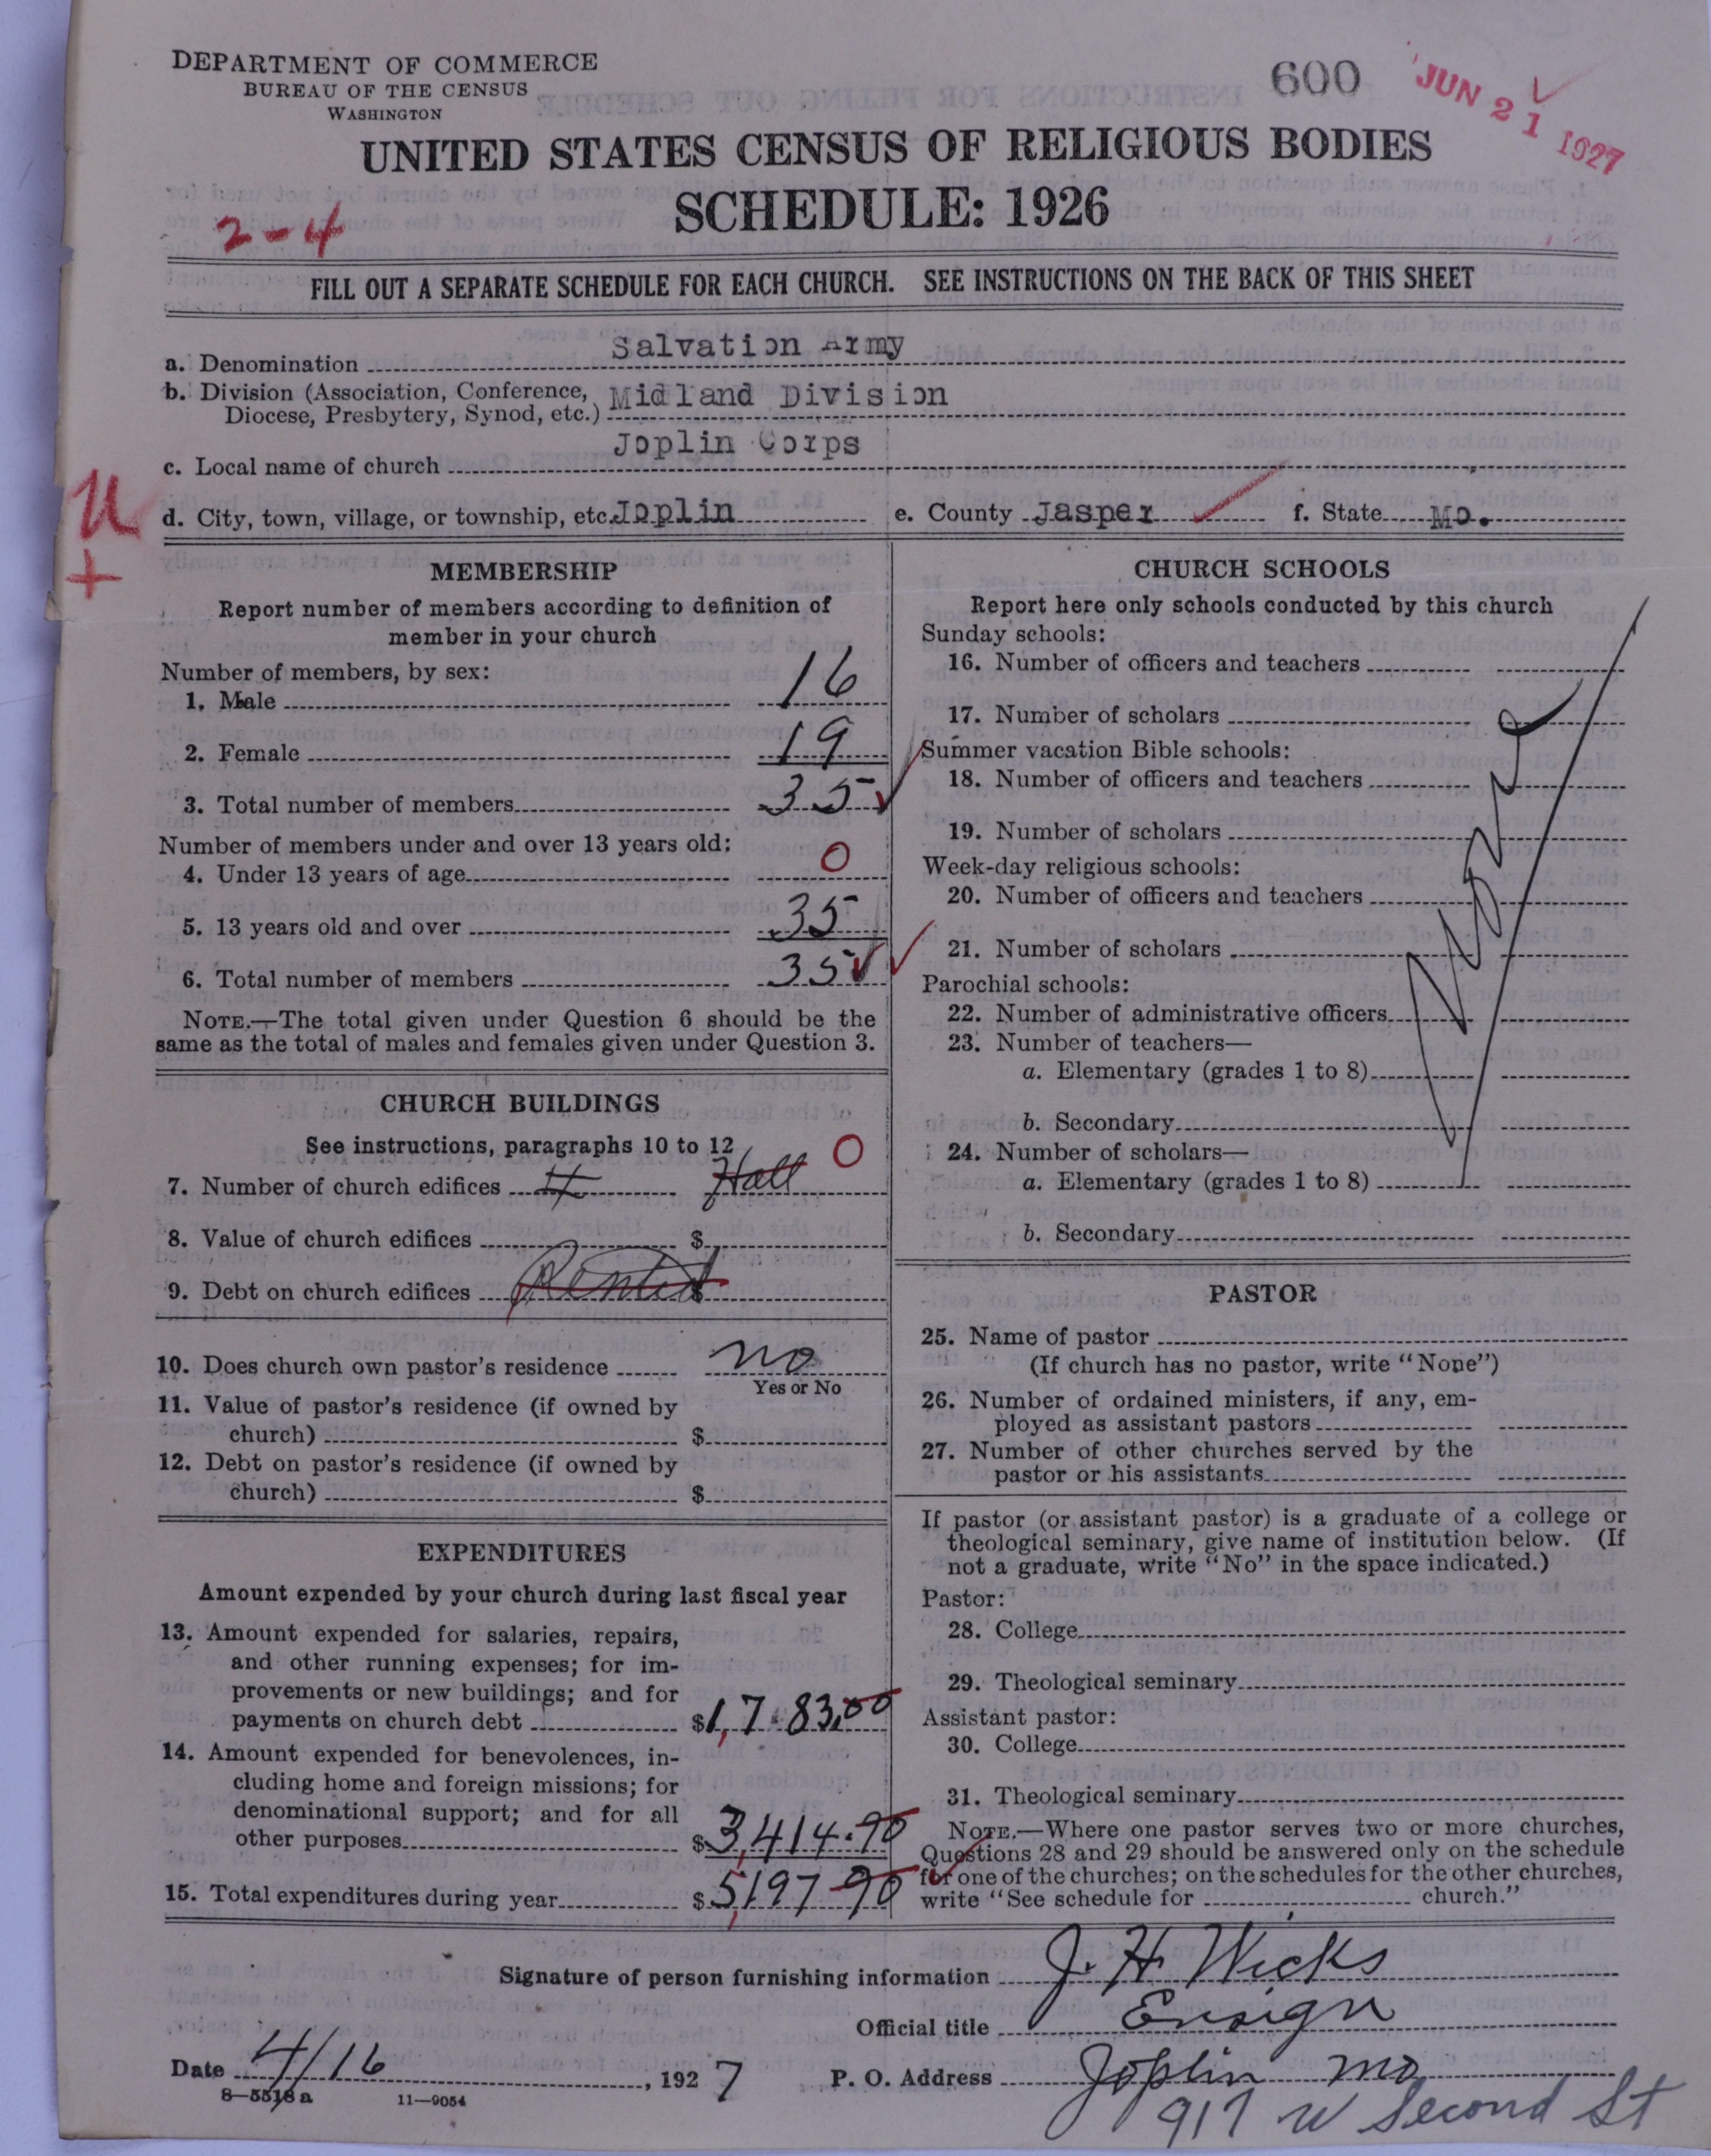 DEPARTMENT OF COMMERCE
BUREAU OF THE CENSUS
WASHINGTON
600
JUN 21 1927
UNITED STATES CENSUS OF RELIGIOUS BODIES
SCHEDULE: 1926
2-4
FILL OUT A SEPARATE SCHEDULE FOR EACH CHURCH. SEE INSTRUCTIONS ON THE BACK OF THIS SHEET
a. Denomination Salvation Army
b. Division (Association, Conference, Diocese, Presbytery, Synod, etc.) Midland Division
c. Local name of church Joplin Corps
d. City, town, village, or township, etc. Joplin e. County Jasper f. State Mo.
U
+
MEMBERSHIP
Report number of members according to definition of
member in your church
Number of members, by sex:
1. Male 16
2. Female 19
3. Total number of members 35
Number of members under and over 13 years old:
4. Under 13 years of age 0
5. 13 years old and over 35
6. Total number of members 35
NOTE.—The total given under Question 6 should be the
same as the total of males and females given under Question 3.
CHURCH BUILDINGS
See instructions, paragraphs 10 to 12
7. Number of church edifices Hall 0
8. Value of church edifices $
9. Debt on church edifices Rented $
10. Does church own pastor's residence no
Yes or No
11. Value of pastor's residence (if owned by
church) $
12. Debt on pastor's residence (if owned by
church) $
EXPENDITURES
Amount expended by your church during last fiscal year
13. Amount expended for salaries, repairs,
and other running expenses; for im-
provements or new buildings; and for
payments on church debt $1,783.00
14. Amount expended for benevolences, in-
cluding home and foreign missions; for
denominational support; and for all
other purposes $3,414.90
15. Total expenditures during year $5,197 90
CHURCH SCHOOLS
Report here only schools conducted by this church
Sunday schools:
16. Number of officers and teachers
17. Number of scholars
Summer vacation Bible schools:
18. Number of officers and teachers
19. Number of scholars
Week-day religious schools:
20. Number of officers and teachers
21. Number of scholars
None
Parochial schools:
22. Number of administrative officers
23. Number of teachers—
a. Elementary (grades 1 to 8)
b. Secondary
24. Number of scholars—
a. Elementary (grades 1 to 8)
b. Secondary
PASTOR
25. Name of pastor
(If church has no pastor, write "None")
26. Number of ordained ministers, if any, em-
ployed as assistant pastors
27. Number of other churches served by the
pastor or his assistants
If pastor (or assistant pastor) is a graduate of a college or
theological seminary, give name of institution below. (If
not a graduate, write "No" in the space indicated.)
Pastor:
28. College
29. Theological seminary
Assistant pastor:
30. College
31. Theological seminary
NOTE.—Where one pastor serves two or more churches,
Questions 28 and 29 should be answered only on the schedule
for one of the churches; on the schedules for the other churches,
write "See schedule for church."
Signature of person furnishing information J. H. Wicks
Official title Ensign
Date 4/16, 1927 P. O. Address Joplin Mo
917 W Second St
8—5518 a 11—9054